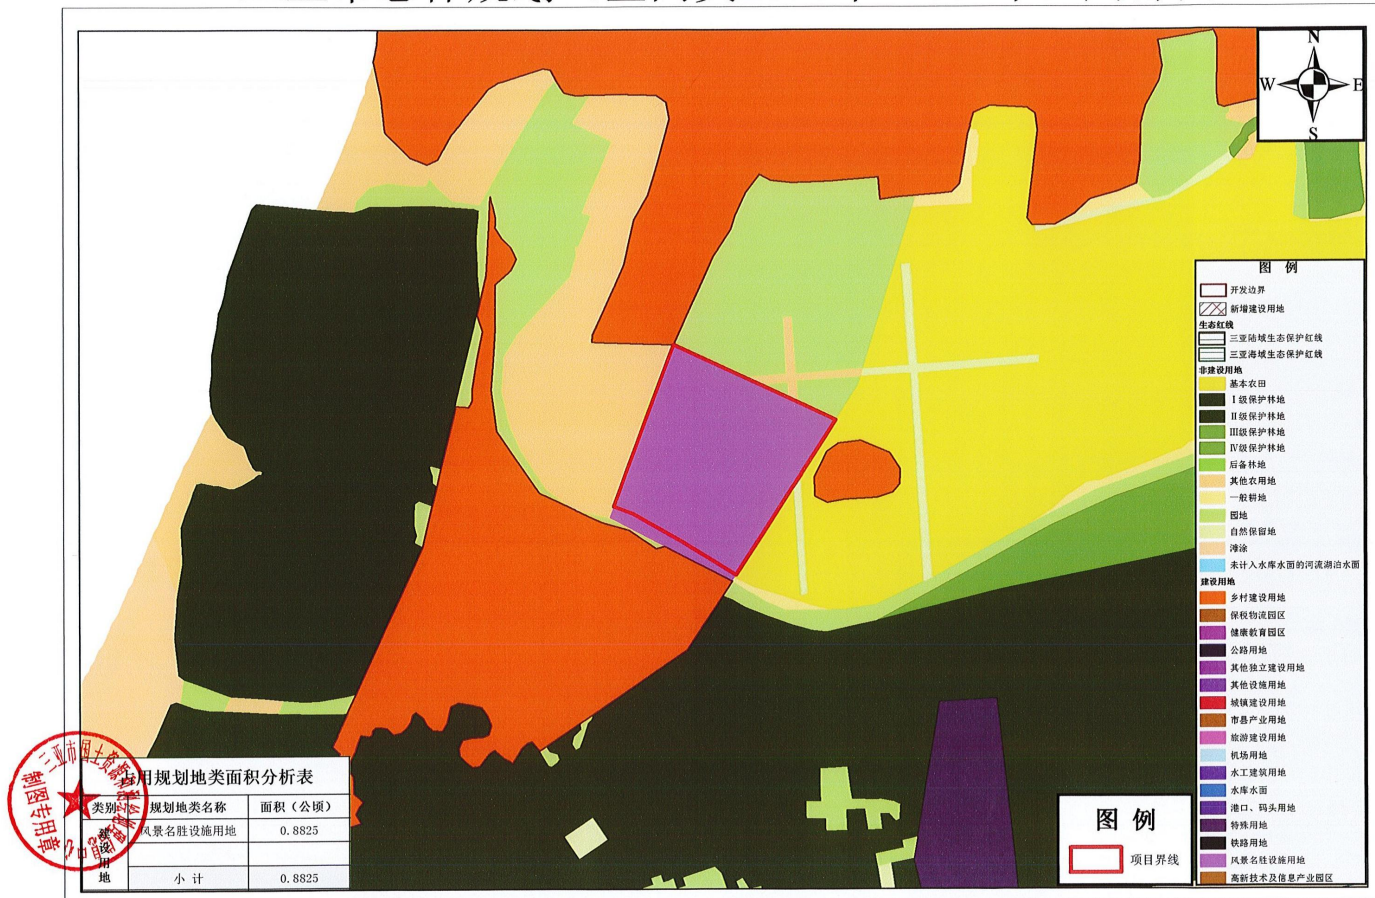 N
W E
S
图 例
开发边界
新增建设用地
生态红线
三亚陆域生态保护红线
三亚海域生态保护红线
非建设用地
基本农田
Ⅰ级保护林地
Ⅱ级保护林地
Ⅲ级保护林地
Ⅳ级保护林地
后备林地
其他农用地
一般耕地
园地
自然保留地
滩涂
未计入水库水面的河流湖泊水面
建设用地
乡村建设用地
保税物流园区
健康教育园区
公路用地
其他独立建设用地
其他设施用地
城镇建设用地
市县产业用地
旅游建设用地
机场用地
水工建筑用地
水库水面
港口、码头用地
特殊用地
铁路用地
风景名胜设施用地
高新技术及信息产业园区
图 例
项目界线
占用规划地类面积分析表
类别 规划地类名称 面积（公顷）
建设用地 风景名胜设施用地 0.8825
小 计 0.8825
三亚市国土资源
制图专用章